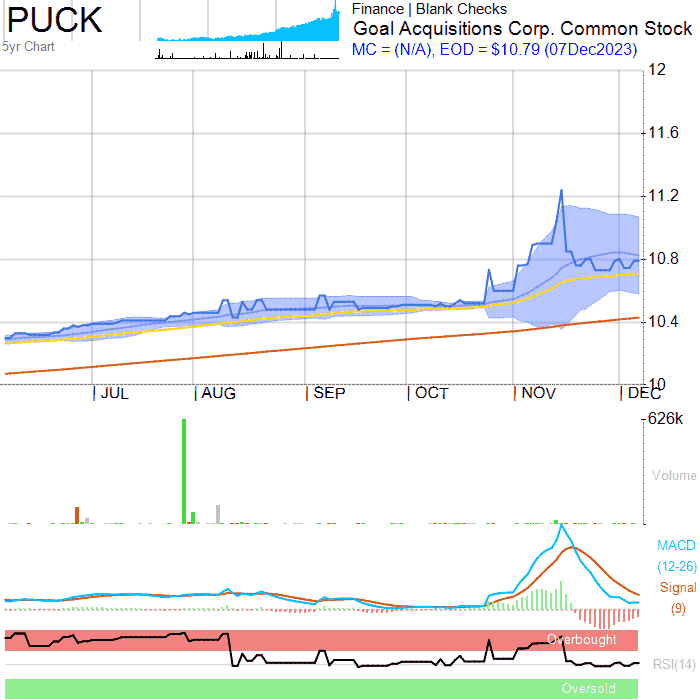 PUCK
5yr Chart
Finance | Blank Checks
Goal Acquisitions Corp. Common Stock
MC = (N/A), EOD = $10.79 (07Dec2023)
12
11.6
11.2
10.8
10.4
10
JUL AUG SEP OCT NOV DEC
626k
Volume
MACD
(12-26)
Signal
(9)
Overbought
RSI(14)
Oversold